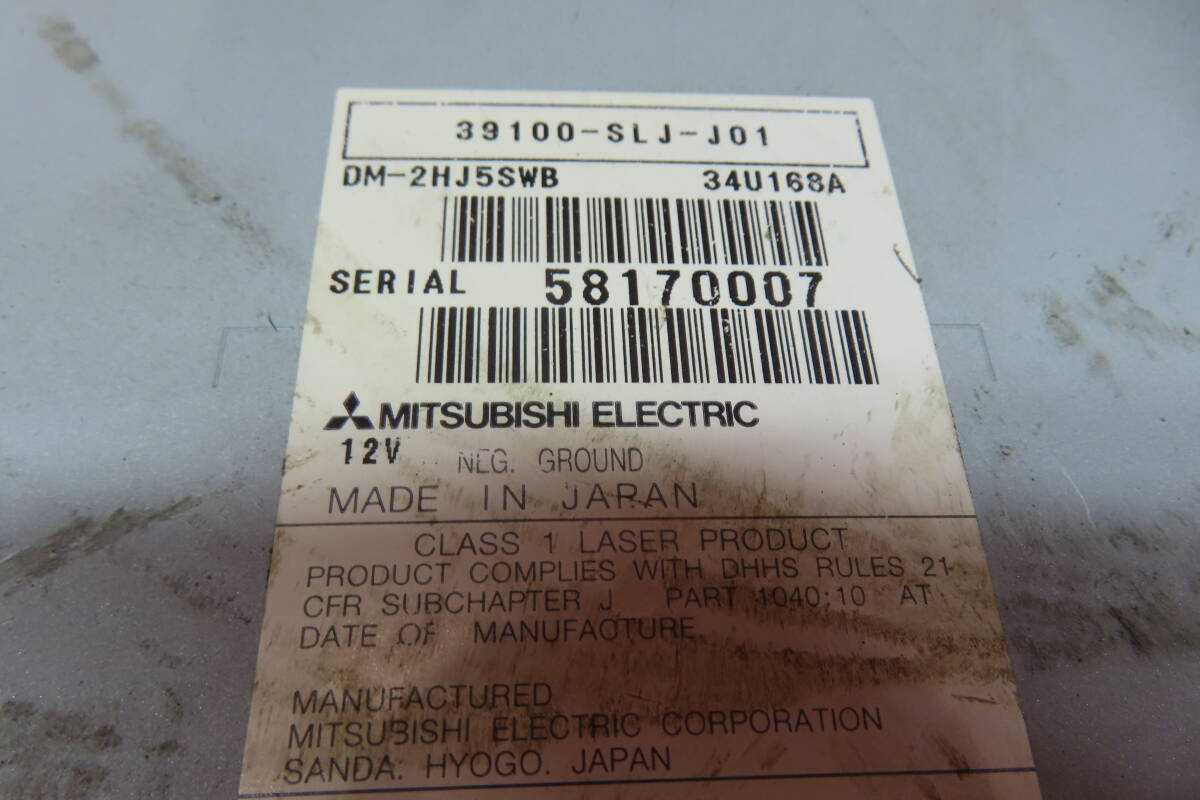 39100-SLJ-J01
DM-2HJ5SWB 34U168A
SERIAL 58170007
MITSUBISHI ELECTRIC
12V NEG. GROUND
MADE IN JAPAN
CLASS 1 LASER PRODUCT
PRODUCT COMPLIES WITH DHHS RULES 21
CFR SUBCHAPTER J PART 1040:10 AT
DATE OF MANUFACTURE
MANUFACTURED
MITSUBISHI ELECTRIC CORPORATION
SANDA. HYOGO. JAPAN